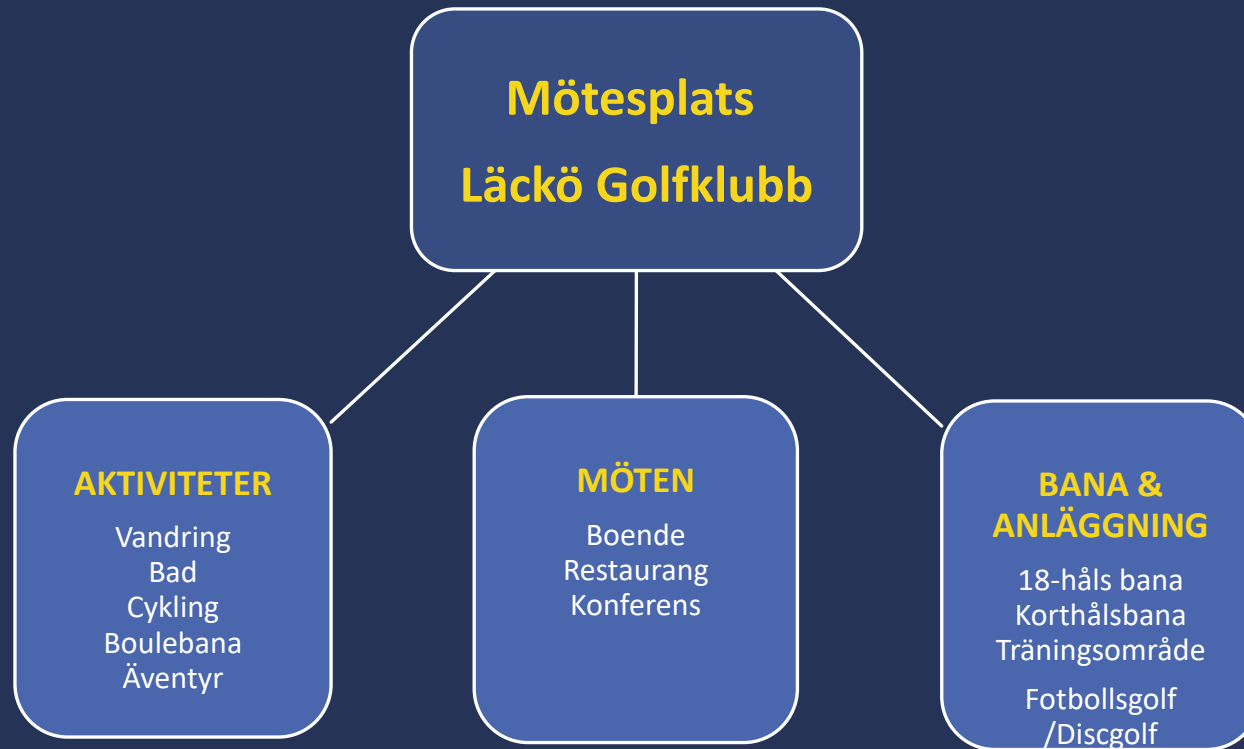 Mötesplats
Läckö Golfklubb
AKTIVITETER
Vandring
Bad
Cykling
Boulebana
Äventyr
MÖTEN
Boende
Restaurang
Konferens
BANA &
ANLÄGGNING
18-håls bana
Korthålsbana
Träningsområde
Fotbollsgolf
/Discgolf